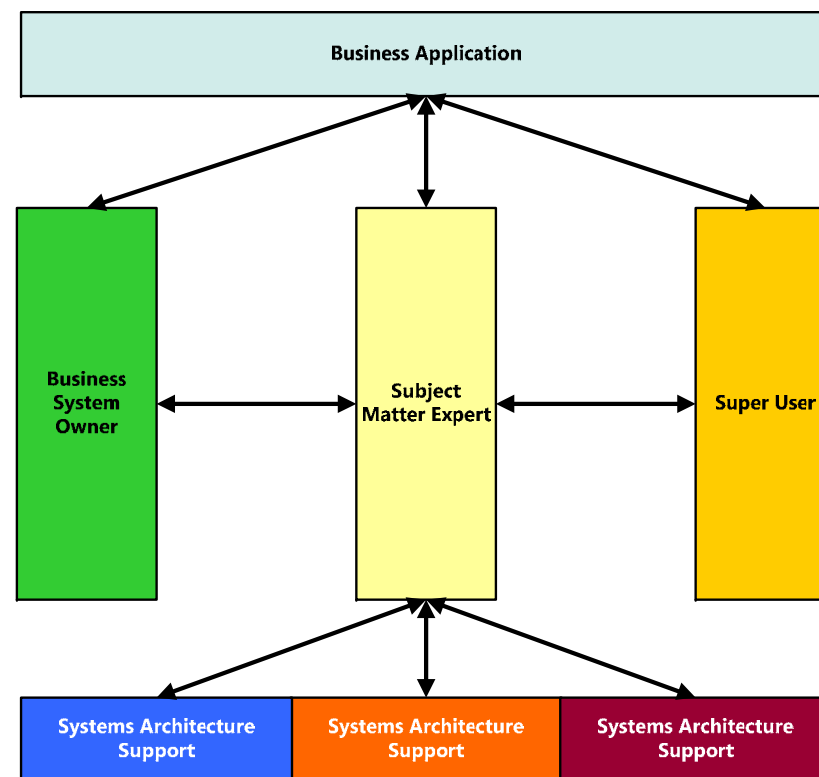 Business Application
Business
System
Owner
Subject
Matter Expert
Super User
Systems Architecture
Support
Systems Architecture
Support
Systems Architecture
Support